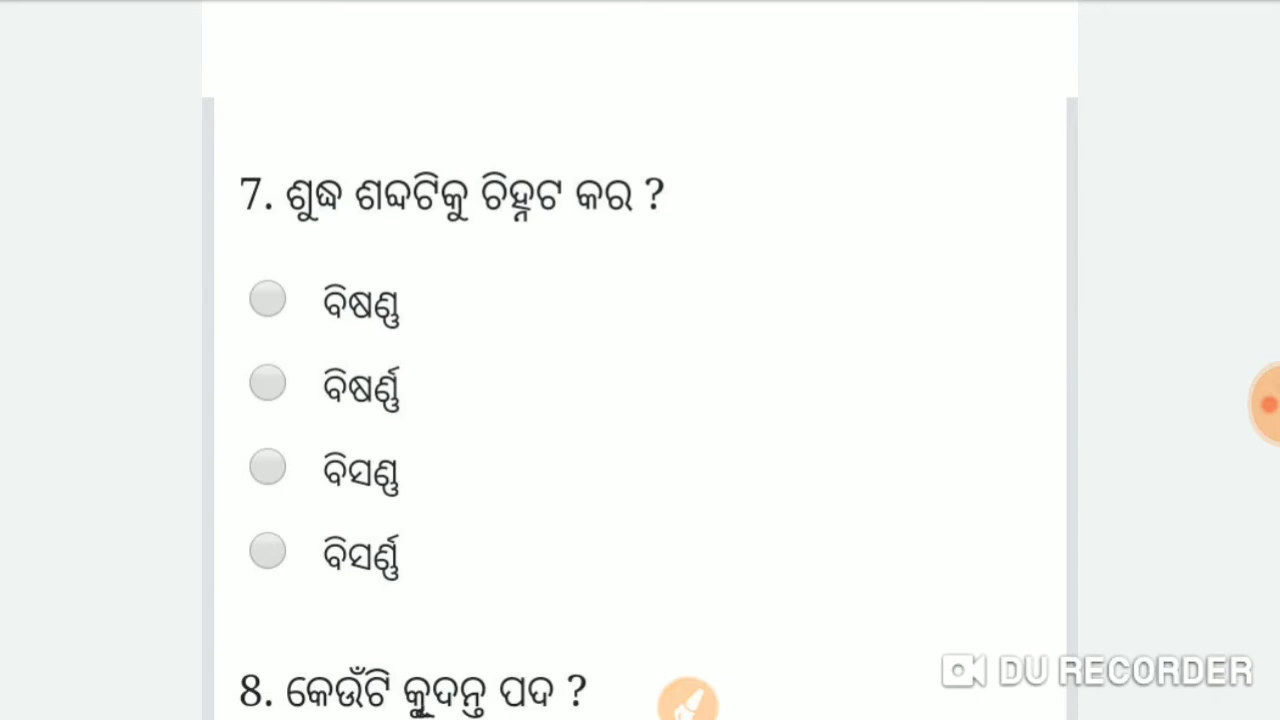 7. ଶୁଦ୍ଧ ଶବ୍ଦଟିକୁ ଚିହ୍ନଟ କର ?
ବିଷଣ୍ଣ
ବିଷର୍ଣ୍ଣ
ବିସଣ୍ଣ
ବିସର୍ଣ୍ଣ
8. କେଉଁଟି କୁଦନ୍ତ ପଦ ?
DU RECORDER